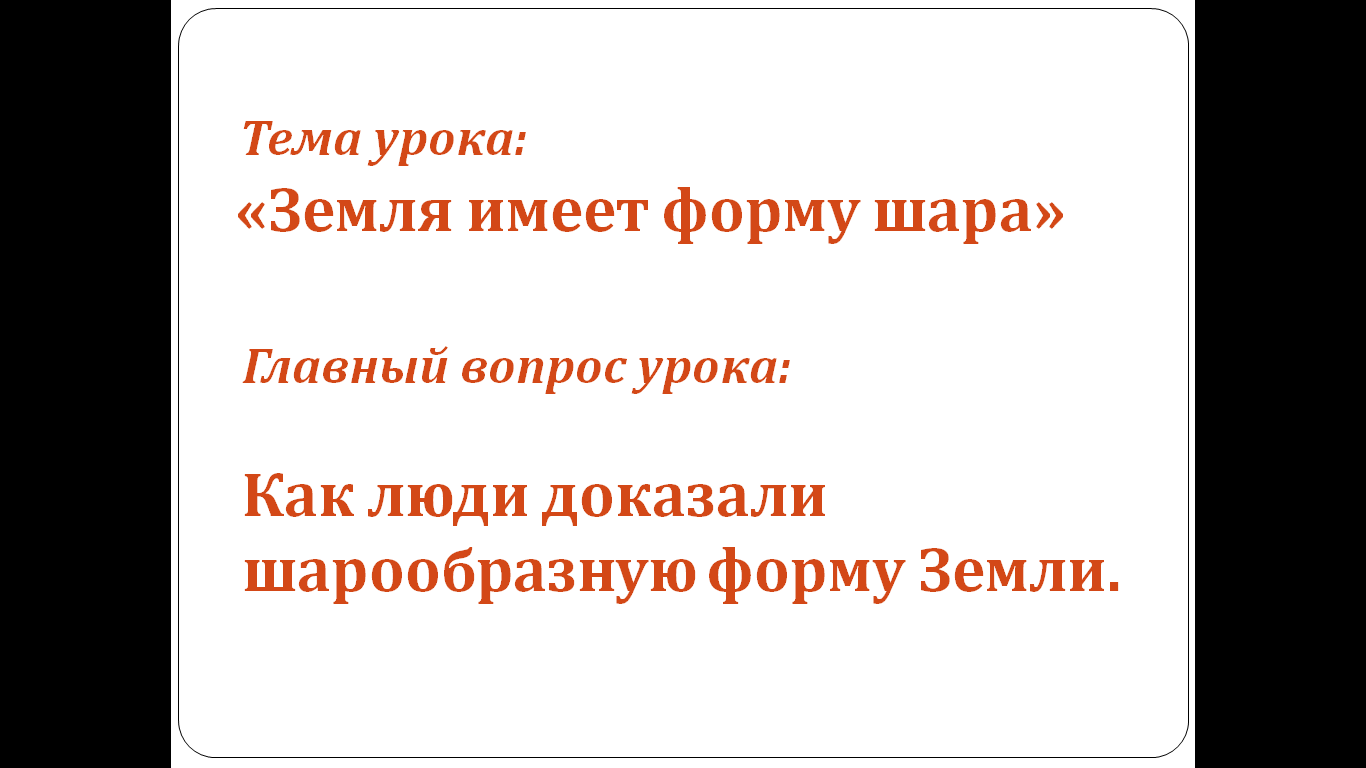 Тема урока:
«Земля имеет форму шара»
Главный вопрос урока:
Как люди доказали
шарообразную форму Земли.